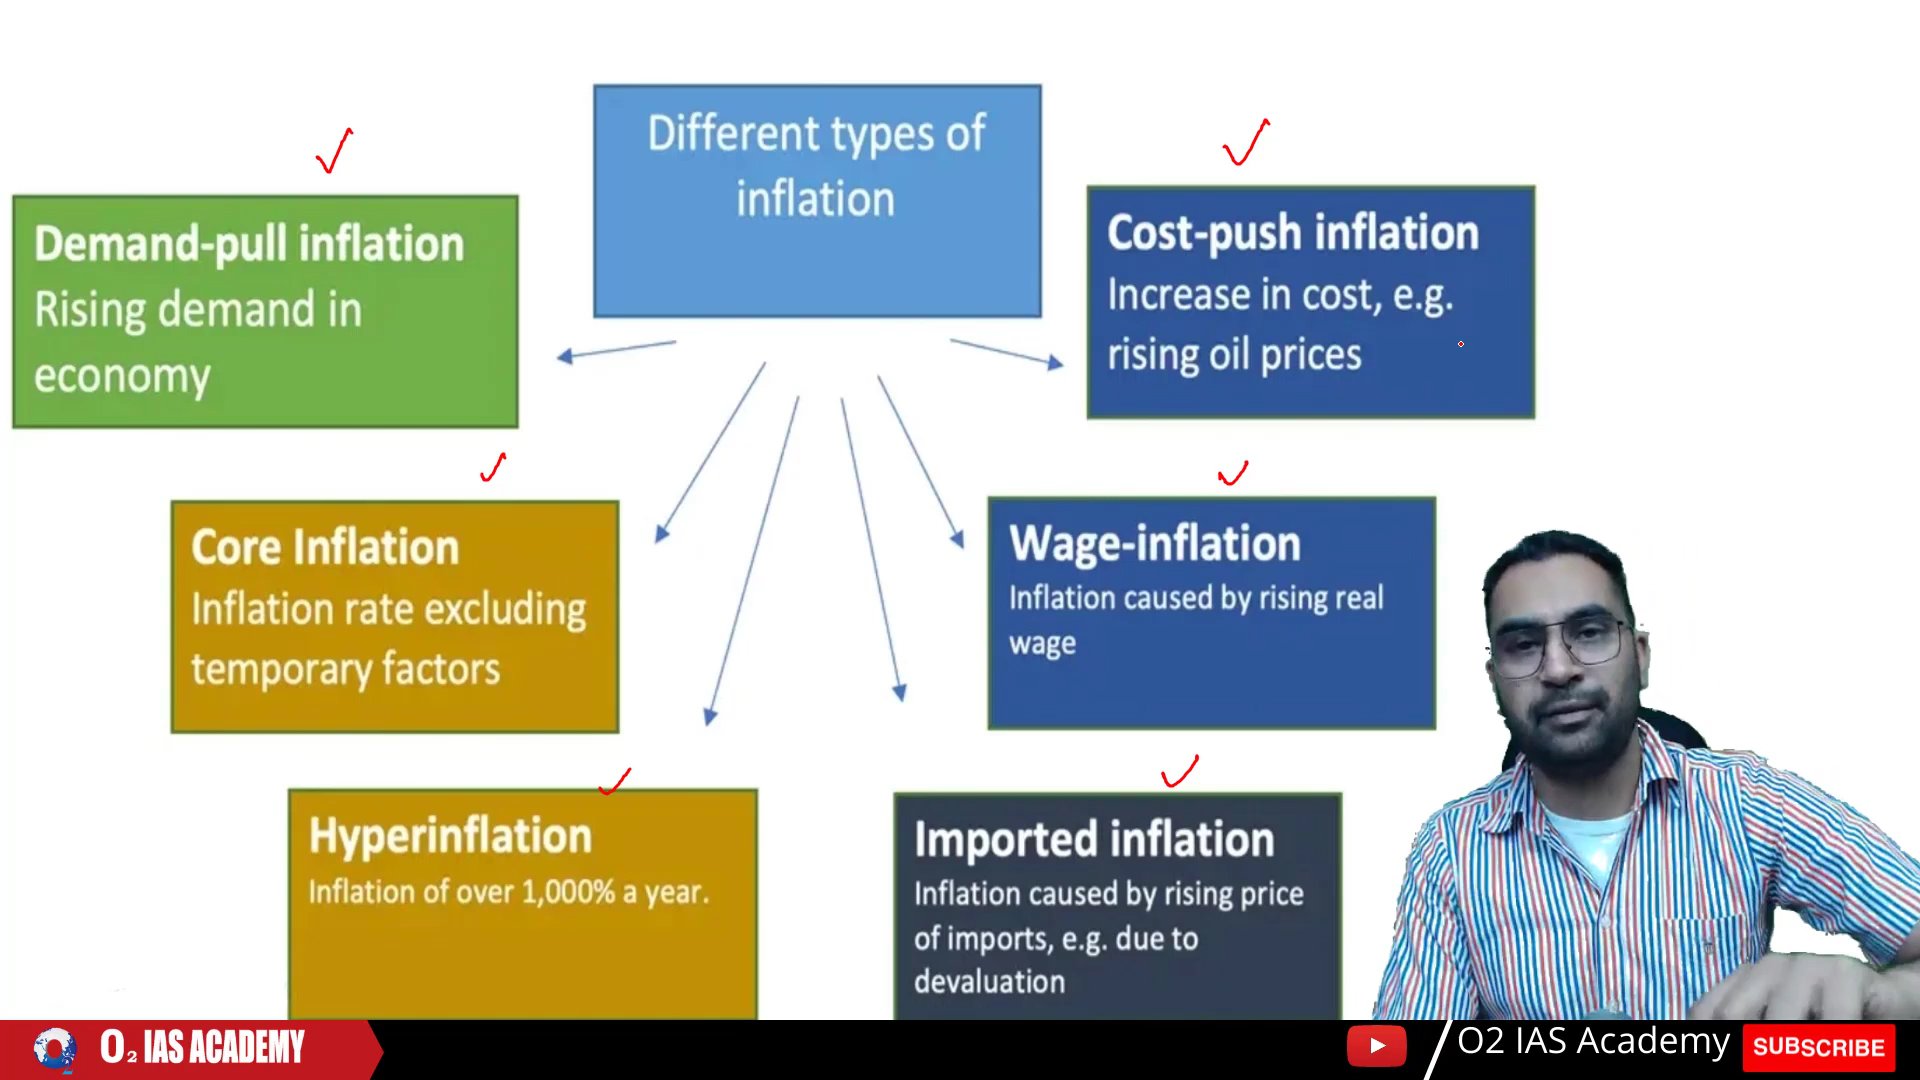 Different types of
inflation
Demand-pull inflation
Rising demand in
economy
Cost-push inflation
Increase in cost, e.g.
rising oil prices
Core Inflation
Inflation rate excluding
temporary factors
Wage-inflation
Inflation caused by rising real
wage
Hyperinflation
Inflation of over 1,000% a year.
Imported inflation
Inflation caused by rising price
of imports, e.g. due to
devaluation
O2 IAS ACADEMY
O2 IAS Academy
SUBSCRIBE